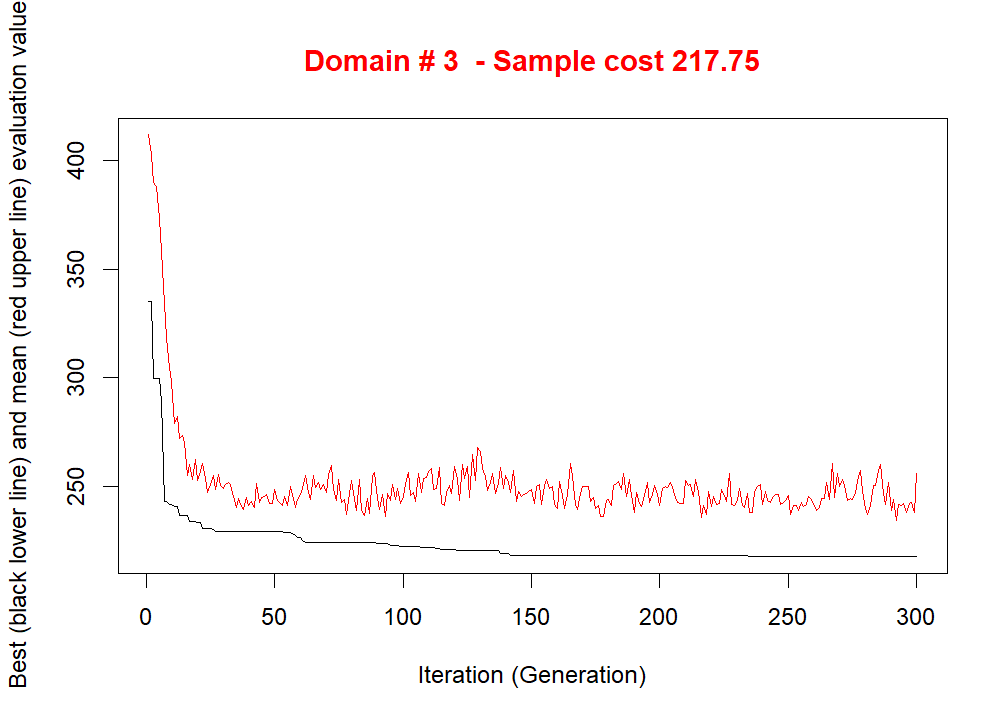 Domain # 3  - Sample cost 217.75
Best (black lower line) and mean (red upper line) evaluation value
400
350
300
250
0 50 100 150 200 250 300
Iteration (Generation)